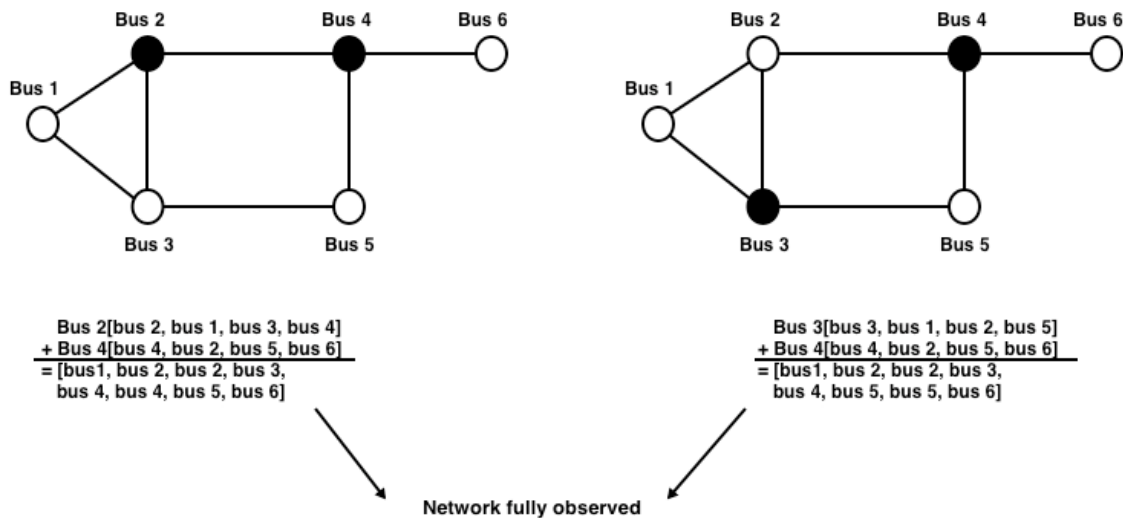 Bus 2
Bus 4
Bus 6
Bus 1
Bus 3
Bus 5
Bus 2[bus 2, bus 1, bus 3, bus 4]
+ Bus 4[bus 4, bus 2, bus 5, bus 6]
= [bus1, bus 2, bus 2, bus 3,
bus 4, bus 4, bus 5, bus 6]
Bus 2
Bus 4
Bus 6
Bus 1
Bus 3
Bus 5
Bus 3[bus 3, bus 1, bus 2, bus 5]
+ Bus 4[bus 4, bus 2, bus 5, bus 6]
= [bus1, bus 2, bus 2, bus 3,
bus 4, bus 5, bus 5, bus 6]
Network fully observed